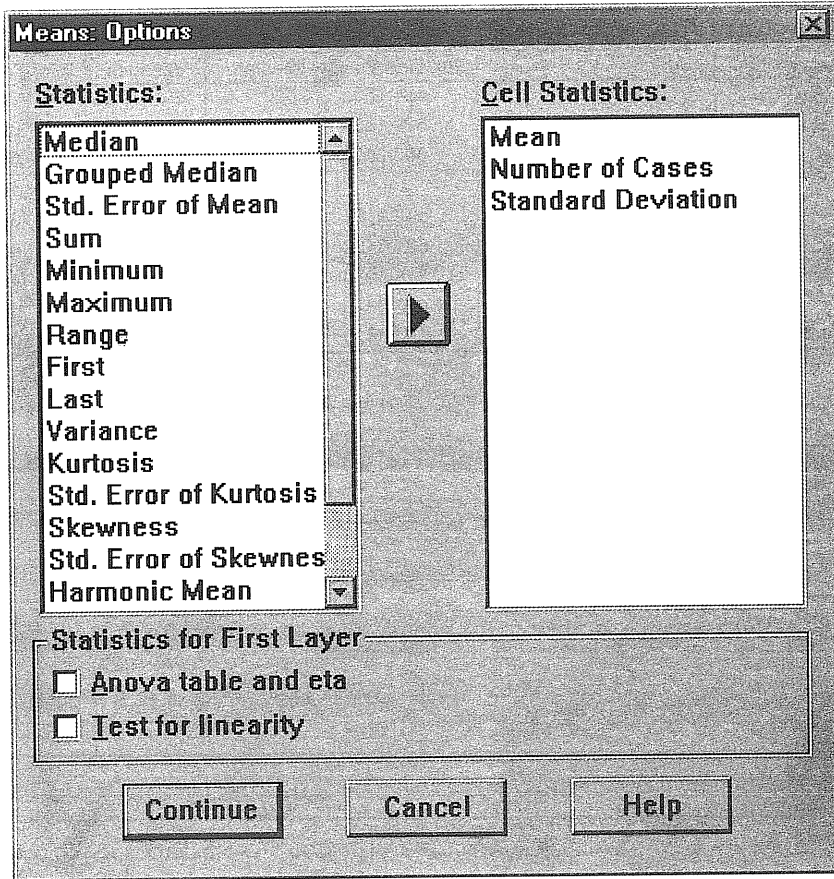 Means: Options
Statistics:
Median
Grouped Median
Std. Error of Mean
Sum
Minimum
Maximum
Range
First
Last
Variance
Kurtosis
Std. Error of Kurtosis
Skewness
Std. Error of Skewnes
Harmonic Mean
Cell Statistics:
Mean
Number of Cases
Standard Deviation
Statistics for First Layer
Anova table and eta
Test for linearity
Continue
Cancel
Help